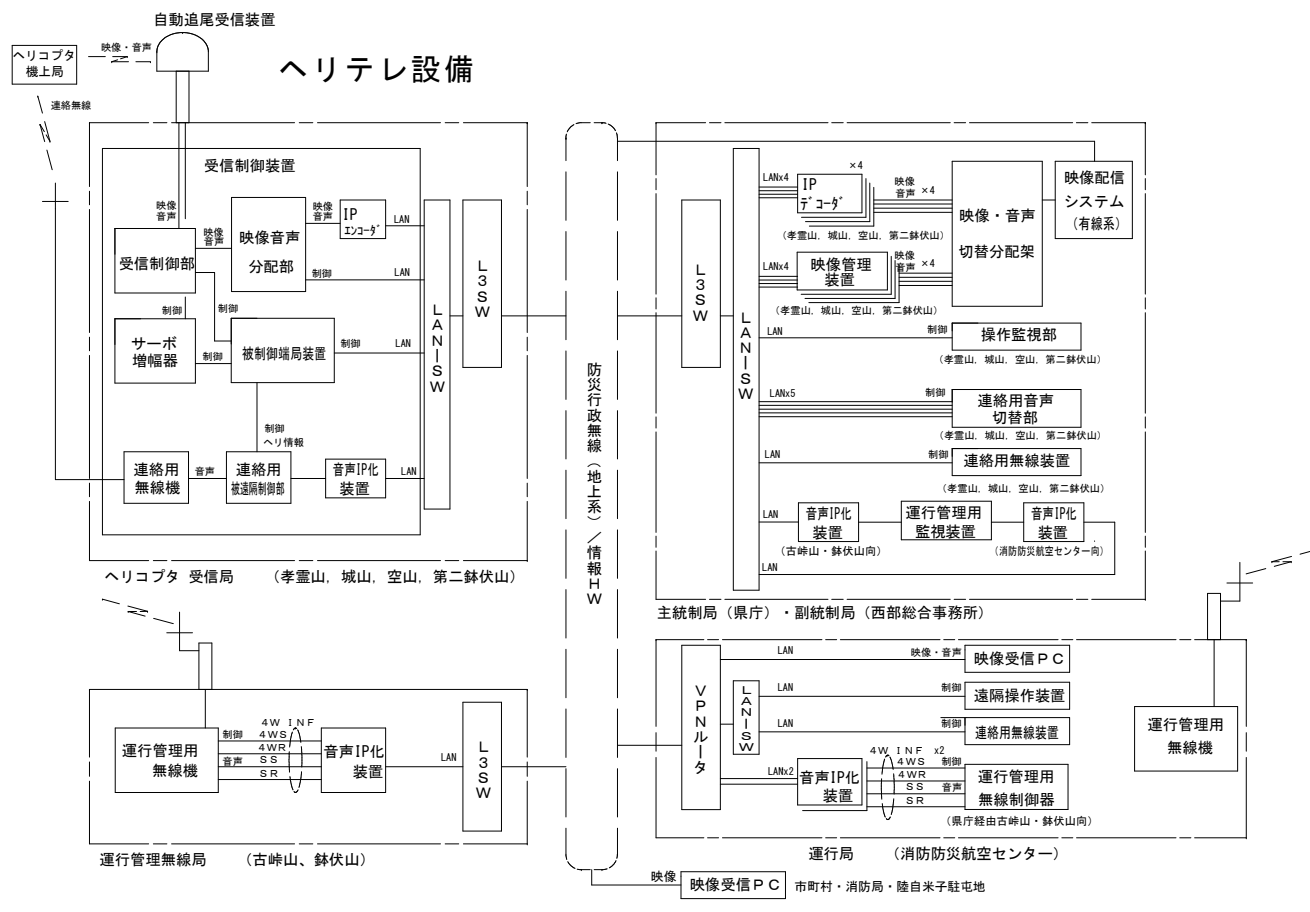 自動追尾受信装置
ヘリコプタ
機上局
映像・音声
ヘリテレ設備
連絡無線
受信制御装置
映像
音声
受信制御部
映像
音声
映像音声
分配部
映像
音声
IP
エンコーダ
LAN
制御
LAN
制御
制御
サーボ
増幅器
制御
被制御端局装置
制御
LAN
制御
ヘリ情報
連絡用
無線機
音声
連絡用
被遠隔制御部
音声IP化
装置
LAN
LAN-SW
L3SW
ヘリコプタ 受信局 (孝霊山，城山，空山，第二鉢伏山)
防災行政無線(地上系)/情報HW
L3SW
LAN-SW
LANx4
×4
IP
デコーダ
映像
音声 ×4
(孝霊山，城山，空山，第二鉢伏山)
LANx4
映像管理
装置
映像
音声 ×4
(孝霊山，城山，空山，第二鉢伏山)
映像・音声
切替分配架
映像配信
システム
(有線系)
LAN
制御
操作監視部
(孝霊山，城山，空山，第二鉢伏山)
LANx5
制御
連絡用音声
切替部
(孝霊山，城山，空山，第二鉢伏山)
LAN
制御
連絡用無線装置
(孝霊山，城山，空山，第二鉢伏山)
LAN
音声IP化
装置
(古峠山・鉢伏山向)
運行管理用
監視装置
音声IP化
装置
(消防防災航空センター向)
LAN
主統制局(県庁)・副統制局(西部総合事務所)
運行管理用
無線機
4W INF
制御
4WS
4WR
音声
SS
SR
音声IP化
装置
LAN
L3SW
運行管理無線局 (古峠山、鉢伏山)
VPNルータ
LAN
映像・音声
映像受信PC
LAN-SW
LAN
制御
遠隔操作装置
LAN
制御
連絡用無線装置
LANx2
音声IP化
装置
4W INF x2
4WS
制御
4WR
SS
音声
SR
運行管理用
無線制御器
(県庁経由古峠山・鉢伏山向)
運行管理用
無線機
運行局 (消防防災航空センター)
映像
映像受信PC
市町村・消防局・陸自米子駐屯地